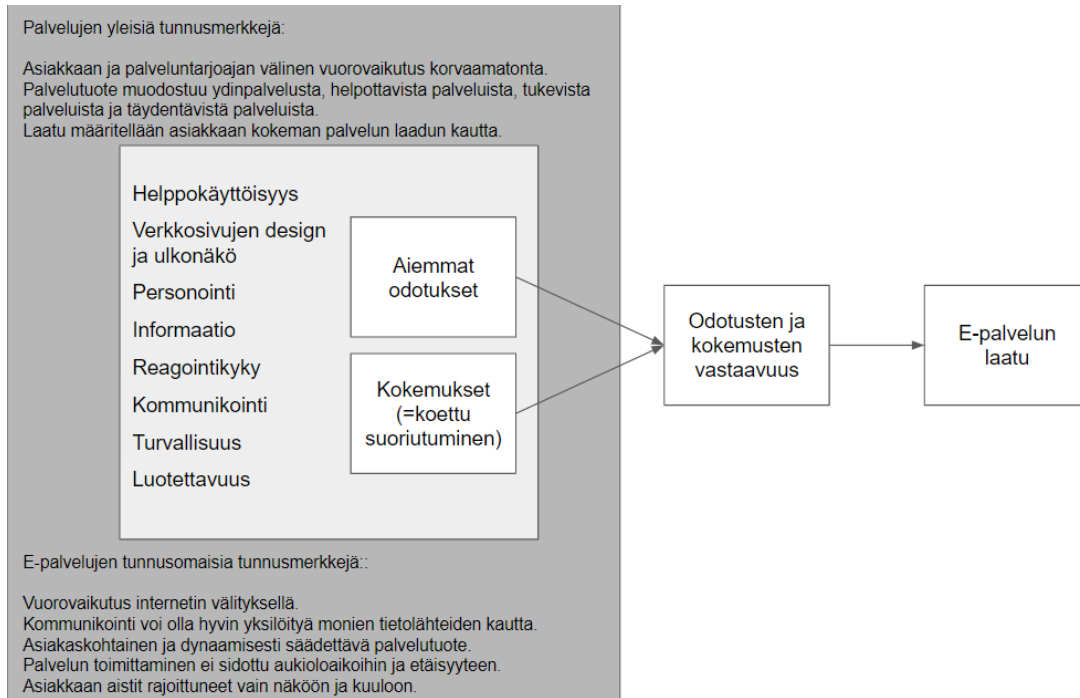 Palvelujen yleisiä tunnusmerkkejä:
Asiakkaan ja palveluntarjoajan välinen vuorovaikutus korvaamatonta.
Palvelutuote muodostuu ydinpalvelusta, helpottavista palveluista, tukevista
palveluista ja täydentävistä palveluista.
Laatu määritellään asiakkaan kokeman palvelun laadun kautta.
Helppokäyttöisyys
Verkkosivujen design
ja ulkonäkö
Personointi
Informaatio
Reagointikyky
Kommunikointi
Turvallisuus
Luotettavuus
Aiemmat
odotukset
Kokemukset
(=koettu
suoriutuminen)
Odotusten ja
kokemusten
vastaavuus
E-palvelun
laatu
E-palvelujen tunnusomaisia tunnusmerkkejä::
Vuorovaikutus internetin välityksellä.
Kommunikointi voi olla hyvin yksilöityä monien tietolähteiden kautta.
Asiakaskohtainen ja dynaamisesti säädettävä palvelutuote.
Palvelun toimittaminen ei sidottu aukioloaikoihin ja etäisyyteen.
Asiakkaan aistit rajoittuneet vain näköön ja kuuloon.